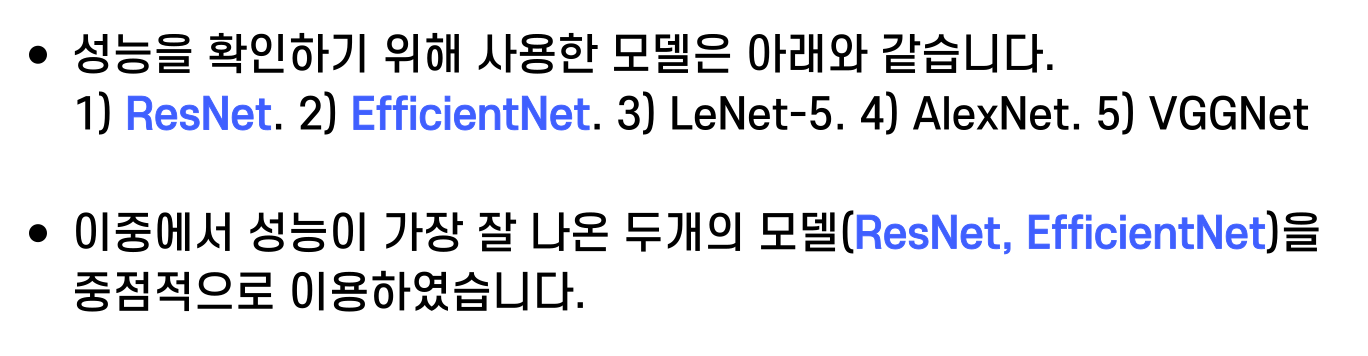 • 성능을 확인하기 위해 사용한 모델은 아래와 같습니다.
1) ResNet. 2) EfficientNet. 3) LeNet-5. 4) AlexNet. 5) VGGNet
• 이중에서 성능이 가장 잘 나온 두개의 모델(ResNet, EfficientNet)을
중점적으로 이용하였습니다.